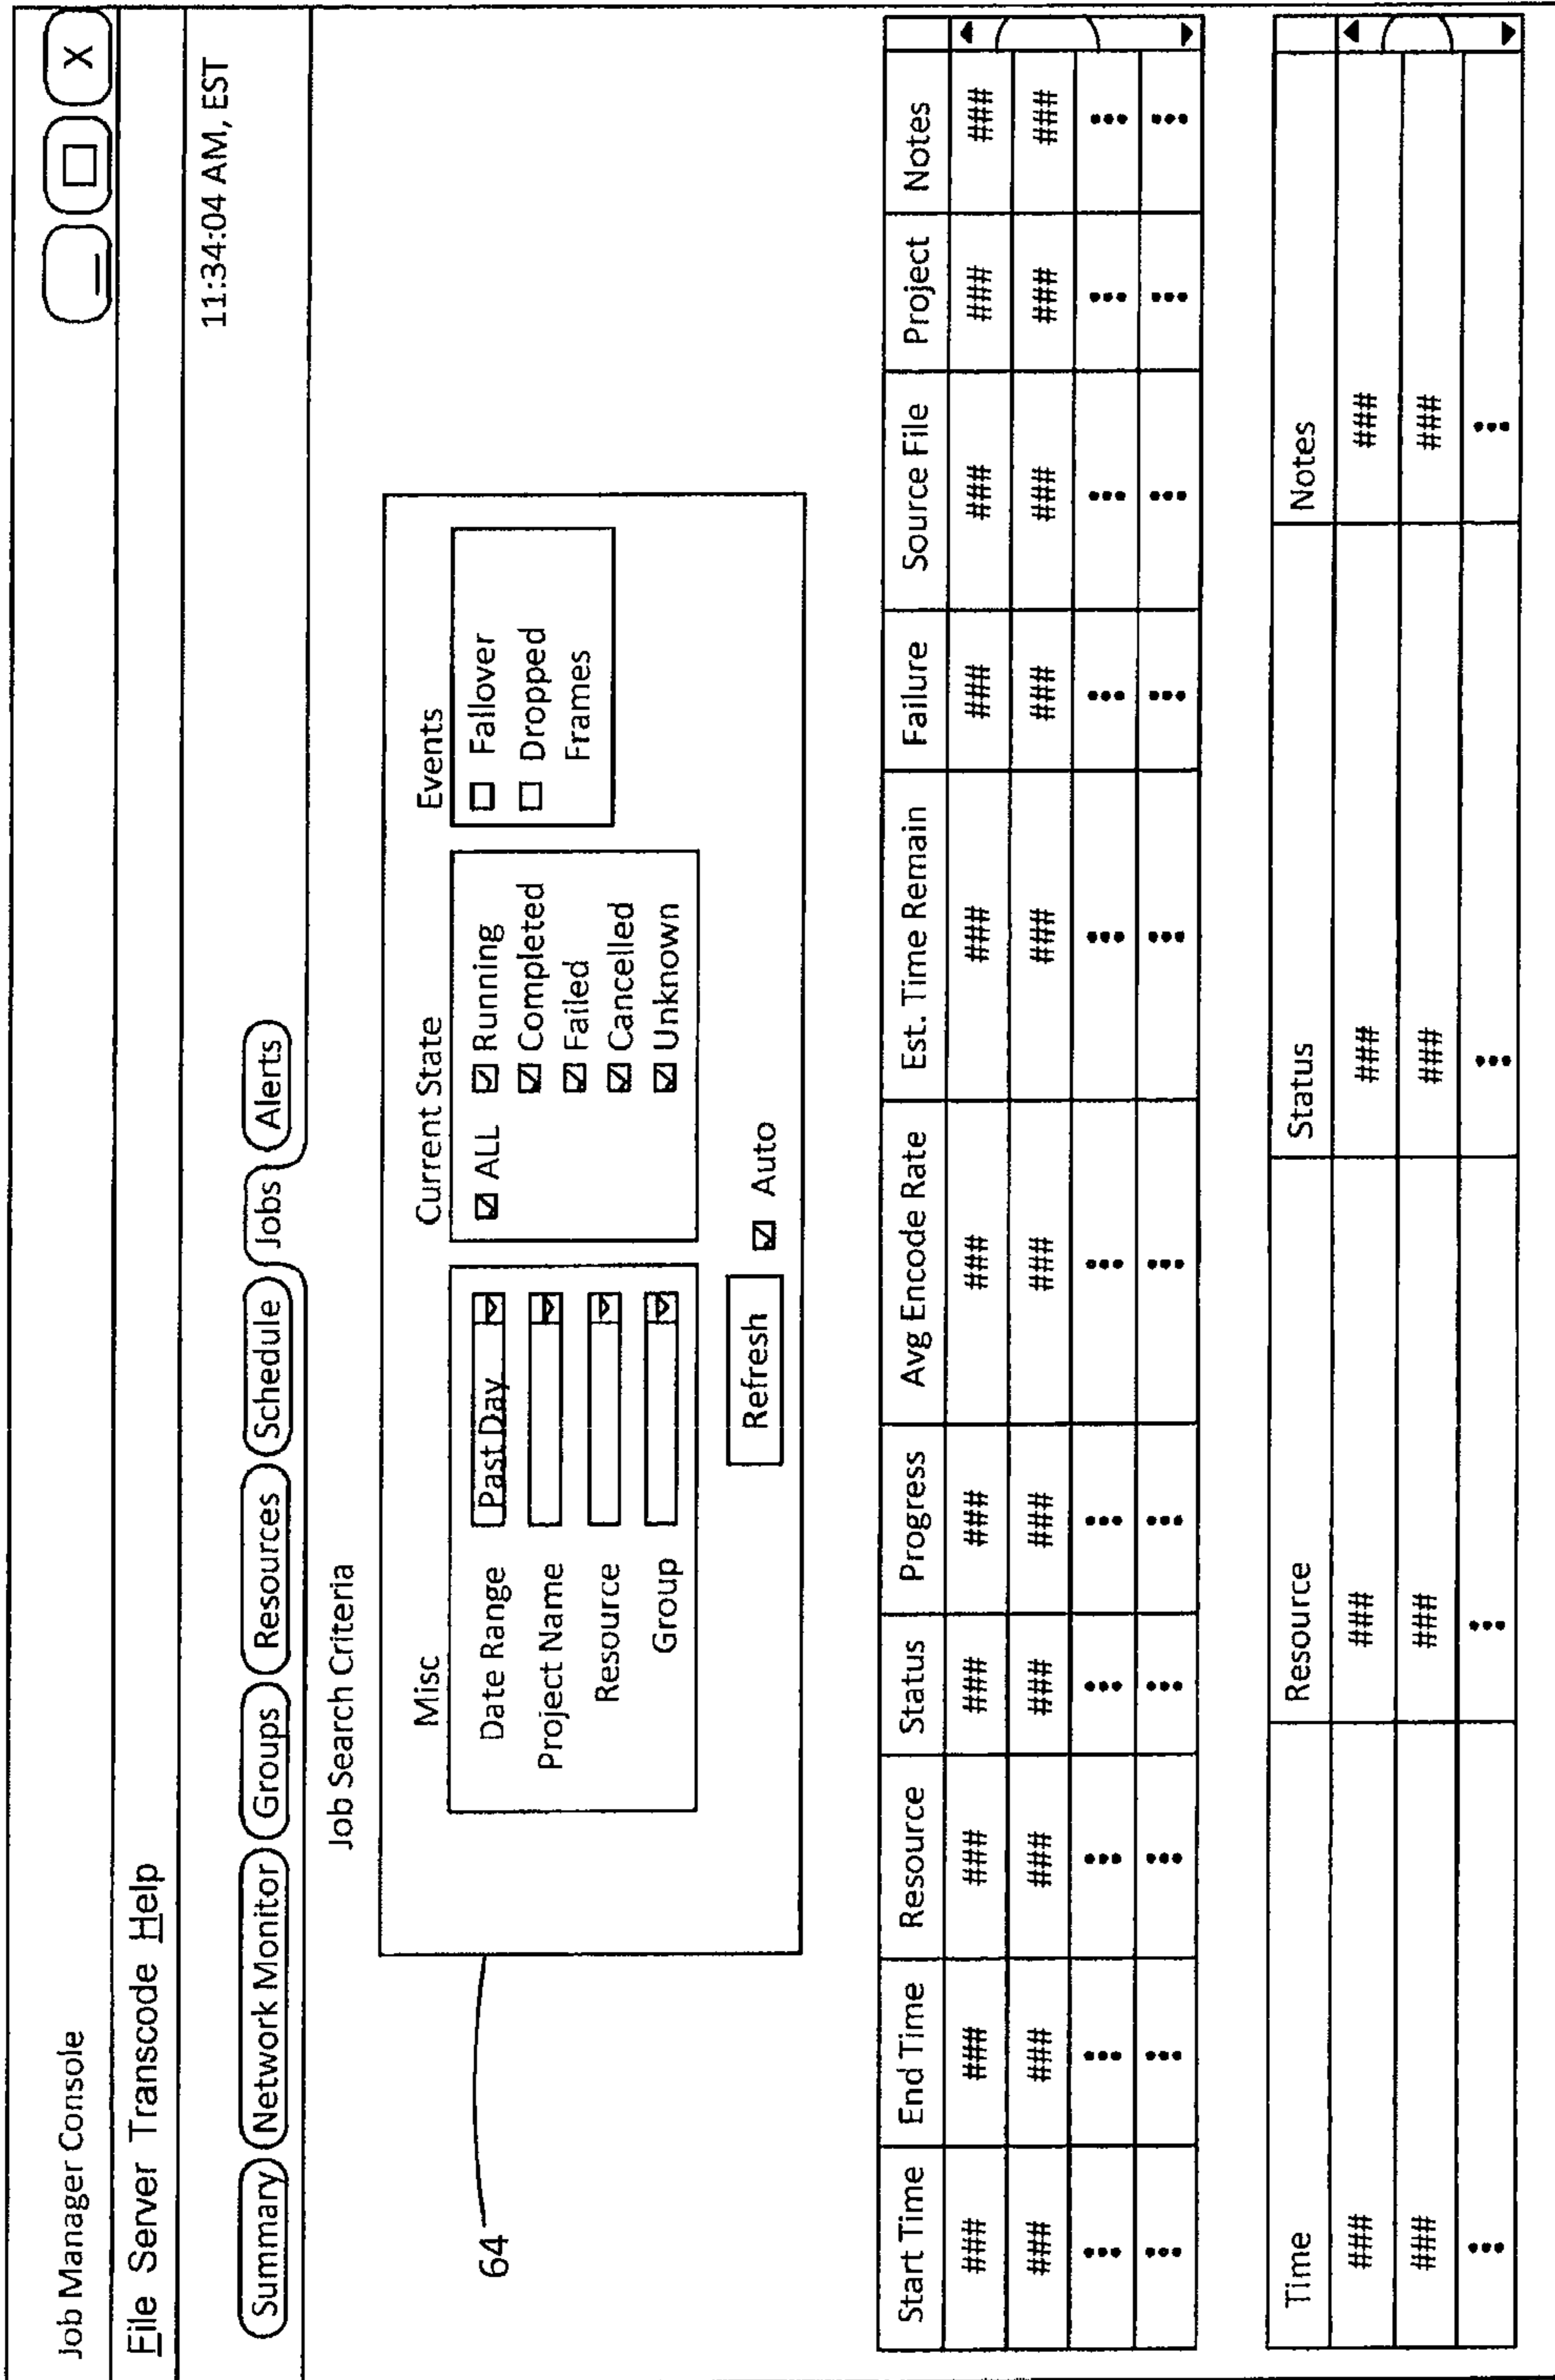 Job Manager Console _ □ X
File Server Transcode Help
11:34:04 AM, EST
Summary Network Monitor Groups Resources Schedule Jobs Alerts
Job Search Criteria
64
Misc
Date Range Past Day
Project Name
Resource
Group
Current State
ALL Running
Completed
Failed
Cancelled
Unknown
Events
Fallover
Dropped
Frames
Refresh Auto
Start Time End Time Resource Status Progress Avg Encode Rate Est. Time Remain Failure Source File Project Notes
### ### ### ### ### ### ### ### ### ### ###
### ### ### ### ### ### ### ### ### ### ###
... ... ... ... ... ... ... ... ... ... ...
... ... ... ... ... ... ... ... ... ... ...
Time Resource Status Notes
### ### ### ###
### ### ### ###
... ... ... ...